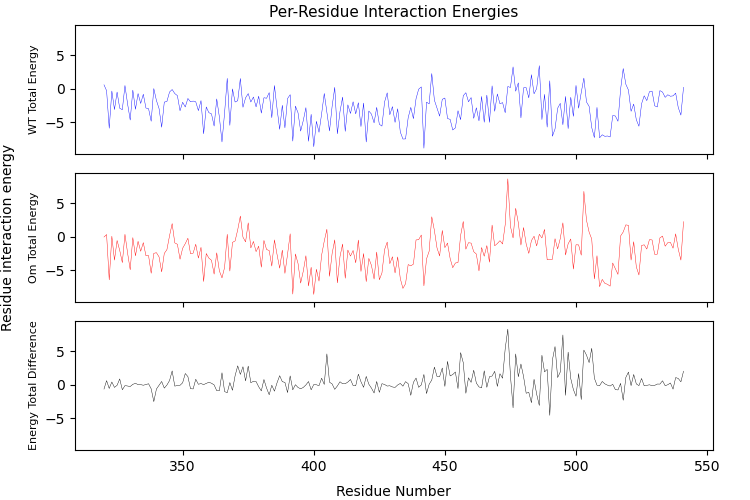 Per-Residue Interaction Energies
Residue interaction energy
WT Total Energy
5
0
−5
Om Total Energy
5
0
−5
Energy Total Difference
5
0
−5
350 400 450 500 550
Residue Number